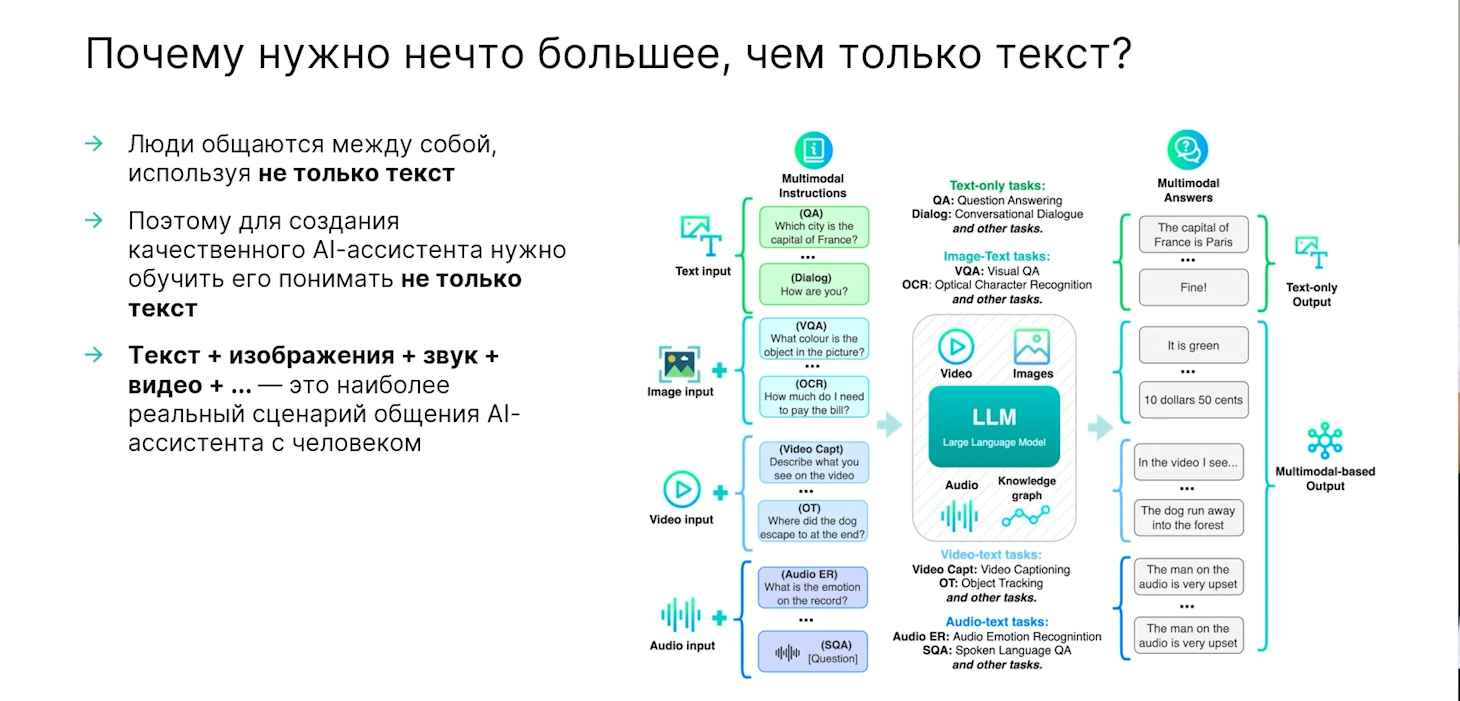 Почему нужно нечто большее, чем только текст?
→ Люди общаются между собой,
используя не только текст
→ Поэтому для создания
качественного AI-ассистента нужно
обучить его понимать не только
текст
→ Текст + изображения + звук +
видео + ... — это наиболее
реальный сценарий общения AI-
ассистента с человеком
Multimodal
Instructions
Text input
(QA)
Which city is the
capital of France?
...
(Dialog)
How are you?
Image input
(VQA)
What colour is the
object in the picture?
...
(OCR)
How much do I need
to pay the bill?
Video input
(Video Capt)
Describe what you
see on the video
...
(OT)
Where did the dog
escape to at the end?
Audio input
(Audio ER)
What is the emotion
on the record?
...
(SQA)
[Question]
Text-only tasks:
QA: Question Answering
Dialog: Conversational Dialogue
and other tasks.
Image-Text tasks:
VQA: Visual QA
OCR: Optical Character Recognition
and other tasks.
Video
Images
LLM
Large Language Model
Audio
Knowledge
graph
Video-text tasks:
Video Capt: Video Captioning
OT: Object Tracking
and other tasks.
Audio-text tasks:
Audio ER: Audio Emotion Recognintion
SQA: Spoken Language QA
and other tasks.
Multimodal
Answers
The capital of
France is Paris
...
Fine!
Text-only
Output
It is green
...
10 dollars 50 cents
In the video I see...
...
The dog run away
into the forest
The man on the
audio is very upset
...
The man on the
audio is very upset
Multimodal-based
Output